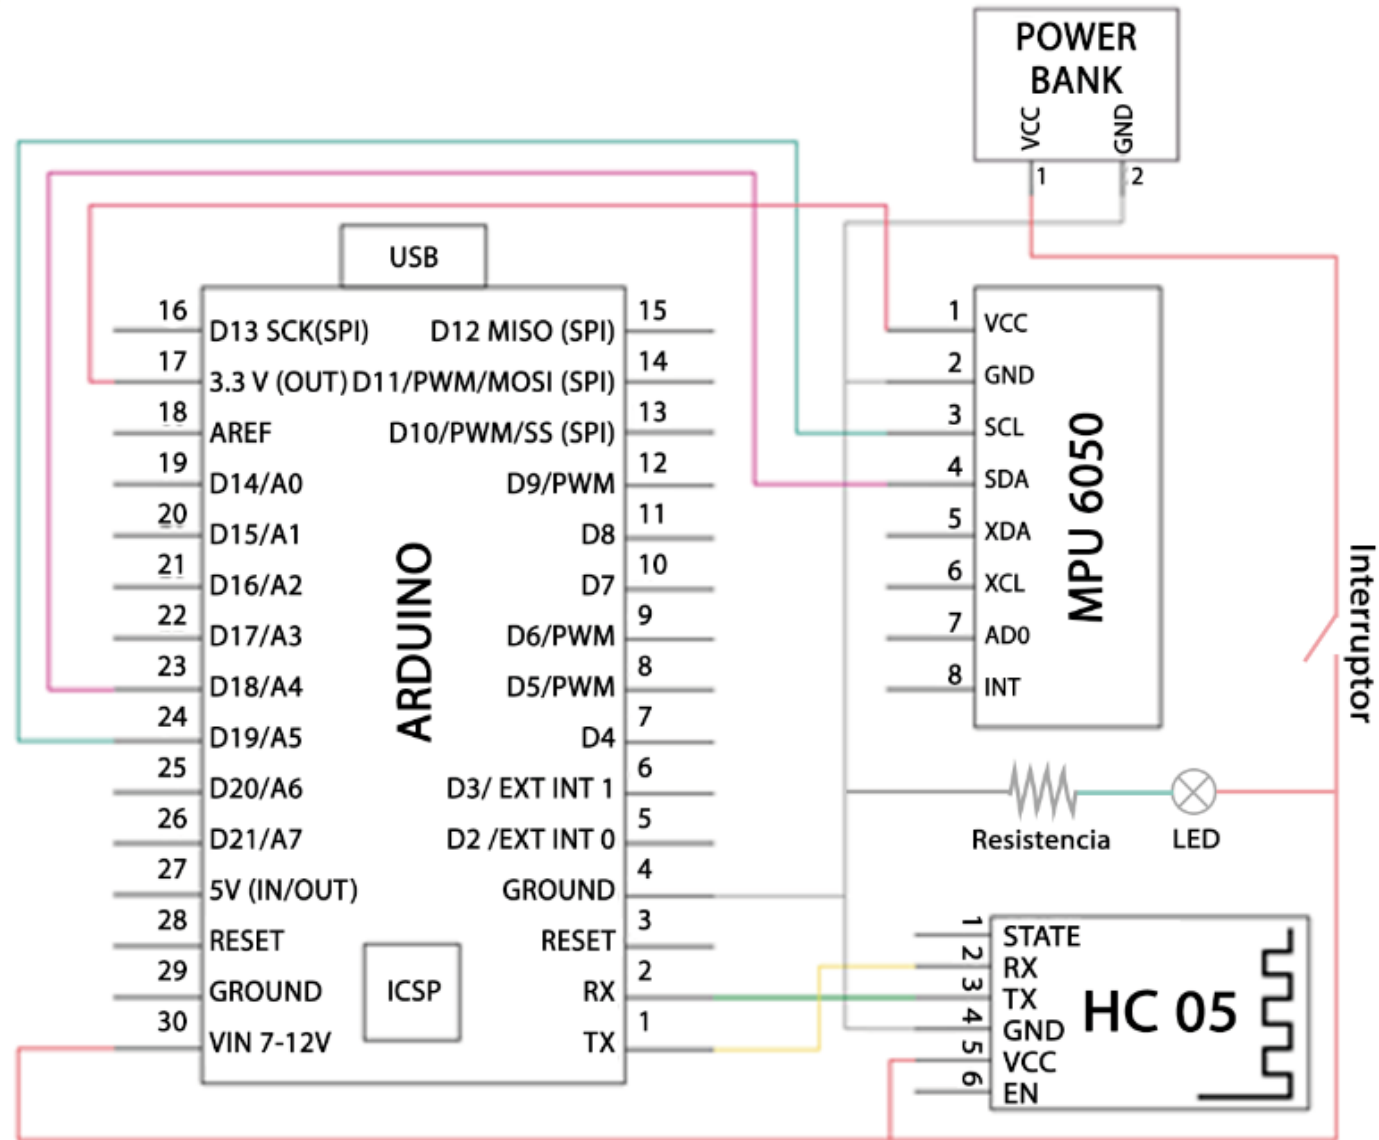 POWER
BANK
VCC
GND
1
2
USB
16
D13 SCK(SPI)
D12 MISO (SPI)
15
17
3.3 V (OUT)
D11/PWM/MOSI (SPI)
14
18
AREF
D10/PWM/SS (SPI)
13
19
D14/A0
D9/PWM
12
20
D15/A1
D8
11
21
D16/A2
D7
10
22
D17/A3
D6/PWM
9
23
D18/A4
D5/PWM
8
24
D19/A5
D4
7
25
D20/A6
D3/ EXT INT 1
6
26
D21/A7
D2 /EXT INT 0
5
27
5V (IN/OUT)
GROUND
4
28
RESET
RESET
3
29
GROUND
RX
2
30
VIN 7-12V
TX
1
ARDUINO
ICSP
1
VCC
2
GND
3
SCL
4
SDA
5
XDA
6
XCL
7
AD0
8
INT
MPU 6050
Interruptor
Resistencia
LED
1
STATE
2
RX
3
TX
4
GND
5
VCC
6
EN
HC 05